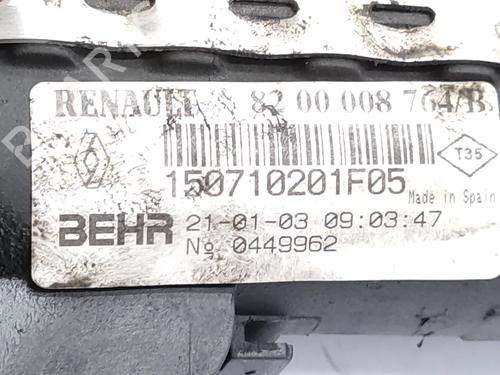 RENAULT 82 00 008 764/B
T35
150710201F05
Made in Spain
BEHR 21-01-03 09:03:47
Nº 0449962